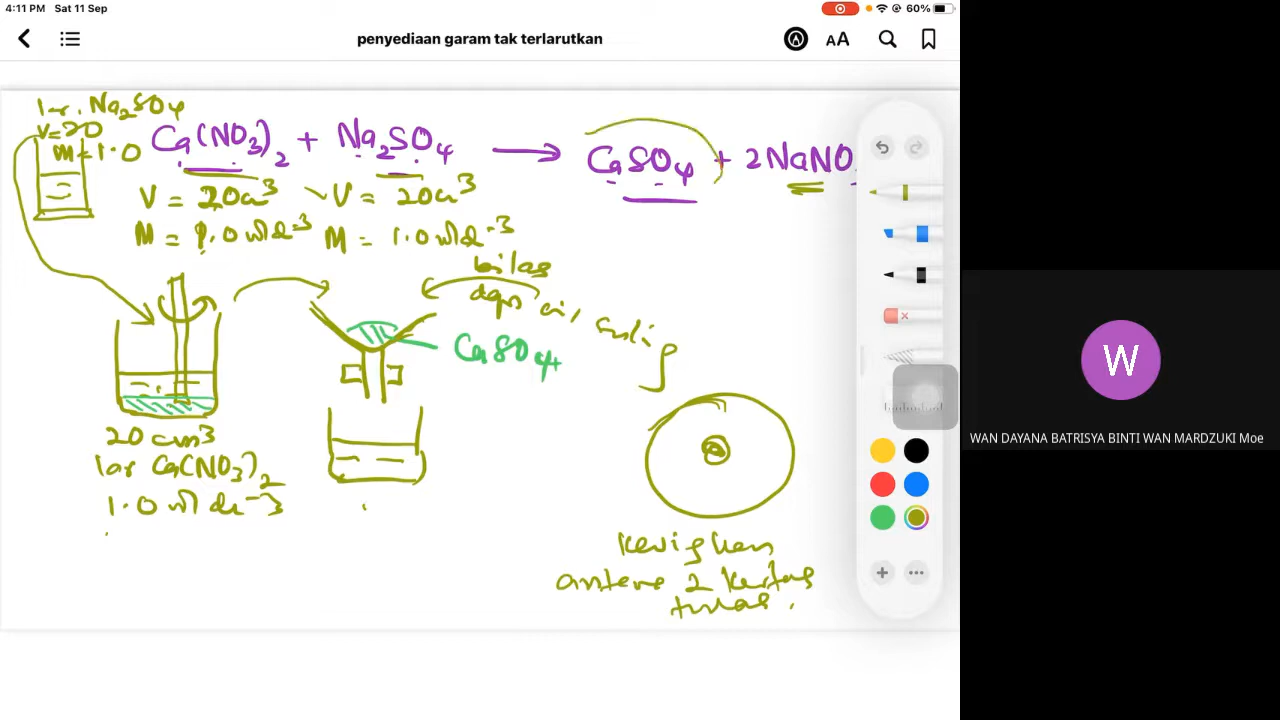 4:11 PM Sat 11 Sep
60%
penyediaan garam tak terlarutkan
AA
lar. Na₂SO₄
V=20
M=1.0
Ca(NO₃)₂ + Na₂SO₄ → CaSO₄ + 2NaNO₃
V = 20cm³ V = 20cm³
M = 1.0 mol dm⁻³ M = 1.0 mol dm⁻³
bilas
dgn air suling
CaSO₄
20 cm³
lar Ca(NO₃)₂
1.0 mol dm⁻³
keringkan
antara 2 kertas
turas.
W
WAN DAYANA BATRISYA BINTI WAN MARDZUKI Moe